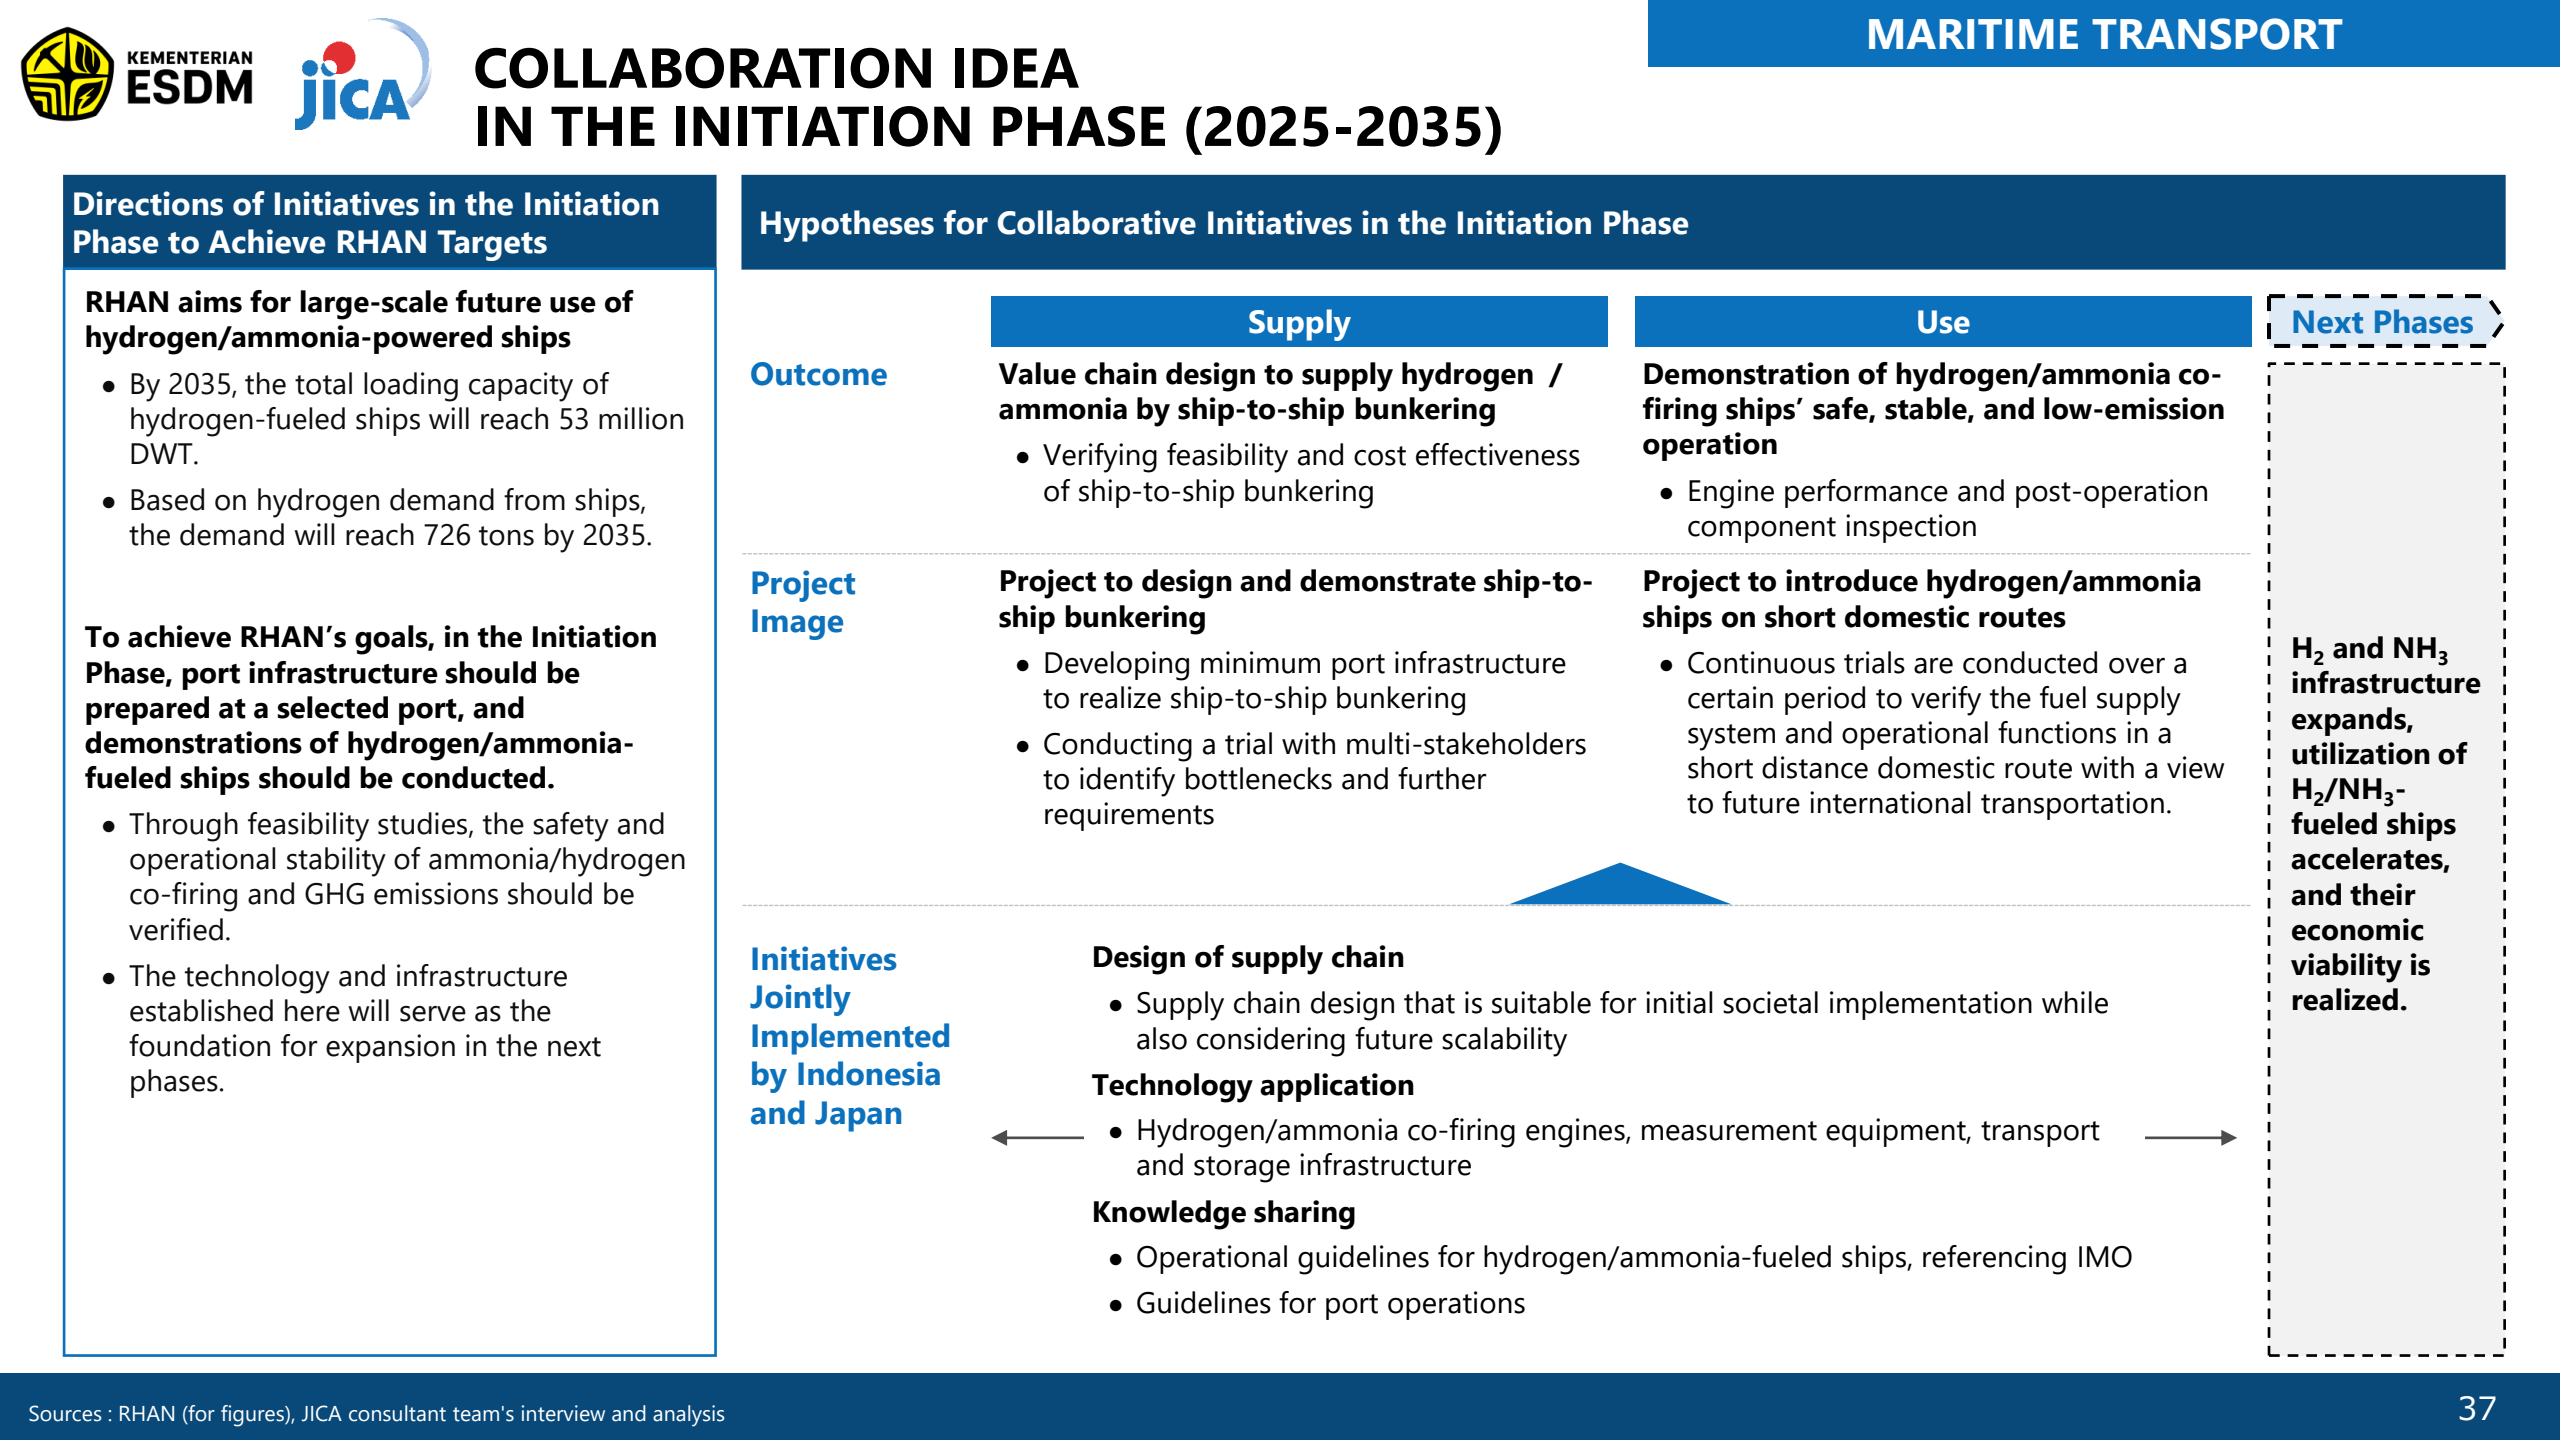 KEMENTERIAN
ESDM
JICA
COLLABORATION IDEA
IN THE INITIATION PHASE (2025-2035)
MARITIME TRANSPORT
Directions of Initiatives in the Initiation
Phase to Achieve RHAN Targets
RHAN aims for large-scale future use of
hydrogen/ammonia-powered ships
● By 2035, the total loading capacity of
hydrogen-fueled ships will reach 53 million
DWT.
● Based on hydrogen demand from ships,
the demand will reach 726 tons by 2035.
To achieve RHAN’s goals, in the Initiation
Phase, port infrastructure should be
prepared at a selected port, and
demonstrations of hydrogen/ammonia-
fueled ships should be conducted.
● Through feasibility studies, the safety and
operational stability of ammonia/hydrogen
co-firing and GHG emissions should be
verified.
● The technology and infrastructure
established here will serve as the
foundation for expansion in the next
phases.
Hypotheses for Collaborative Initiatives in the Initiation Phase
Supply
Use
Next Phases
Outcome
Value chain design to supply hydrogen /
ammonia by ship-to-ship bunkering
● Verifying feasibility and cost effectiveness
of ship-to-ship bunkering
Demonstration of hydrogen/ammonia co-
firing ships’ safe, stable, and low-emission
operation
● Engine performance and post-operation
component inspection
Project
Image
Project to design and demonstrate ship-to-
ship bunkering
● Developing minimum port infrastructure
to realize ship-to-ship bunkering
● Conducting a trial with multi-stakeholders
to identify bottlenecks and further
requirements
Project to introduce hydrogen/ammonia
ships on short domestic routes
● Continuous trials are conducted over a
certain period to verify the fuel supply
system and operational functions in a
short distance domestic route with a view
to future international transportation.
Initiatives
Jointly
Implemented
by Indonesia
and Japan
Design of supply chain
● Supply chain design that is suitable for initial societal implementation while
also considering future scalability
Technology application
● Hydrogen/ammonia co-firing engines, measurement equipment, transport
and storage infrastructure
Knowledge sharing
● Operational guidelines for hydrogen/ammonia-fueled ships, referencing IMO
● Guidelines for port operations
H₂ and NH₃
infrastructure
expands,
utilization of
H₂/NH₃-
fueled ships
accelerates,
and their
economic
viability is
realized.
Sources : RHAN (for figures), JICA consultant team's interview and analysis
37